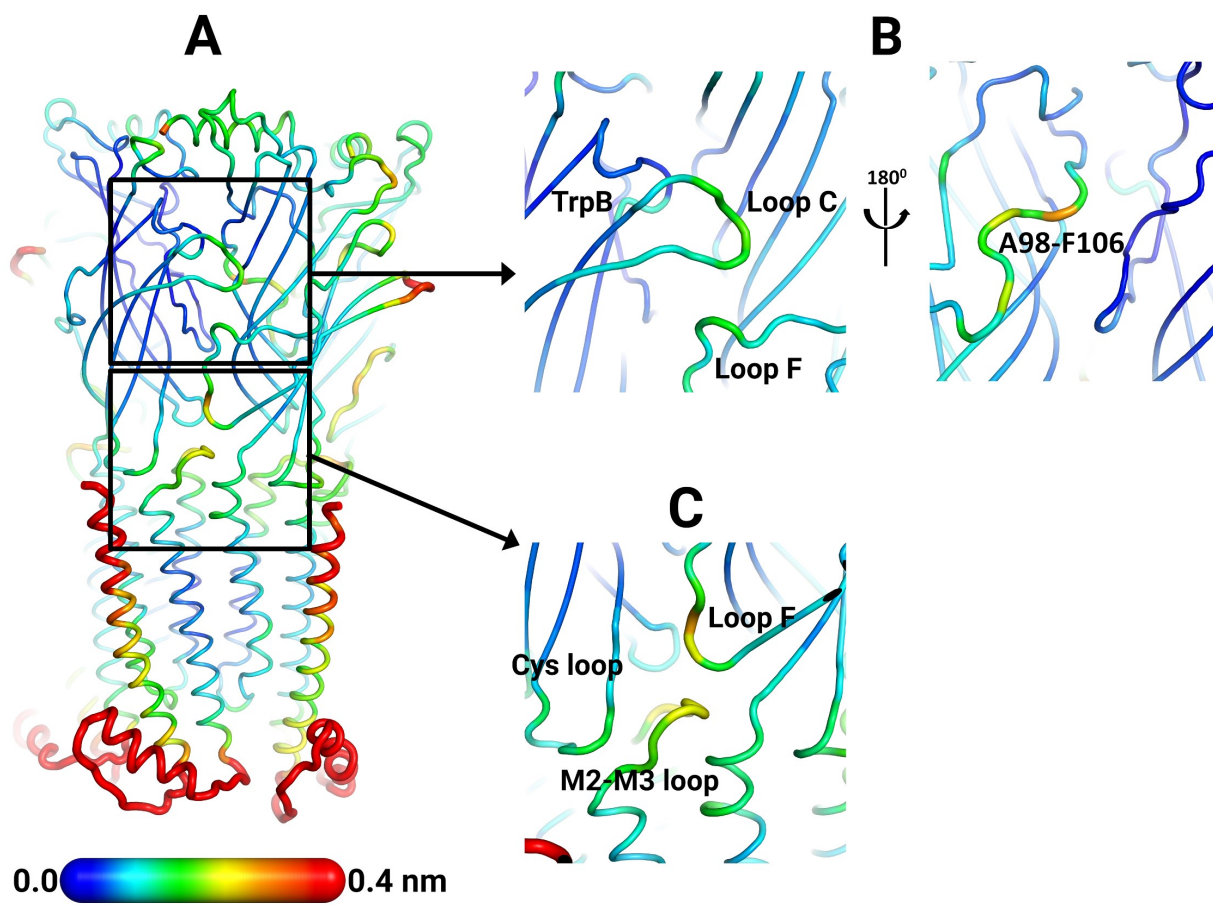 A
B
TrpB
Loop C
Loop F
180⁰
A98-F106
C
Loop F
Cys loop
M2-M3 loop
0.0
0.4 nm